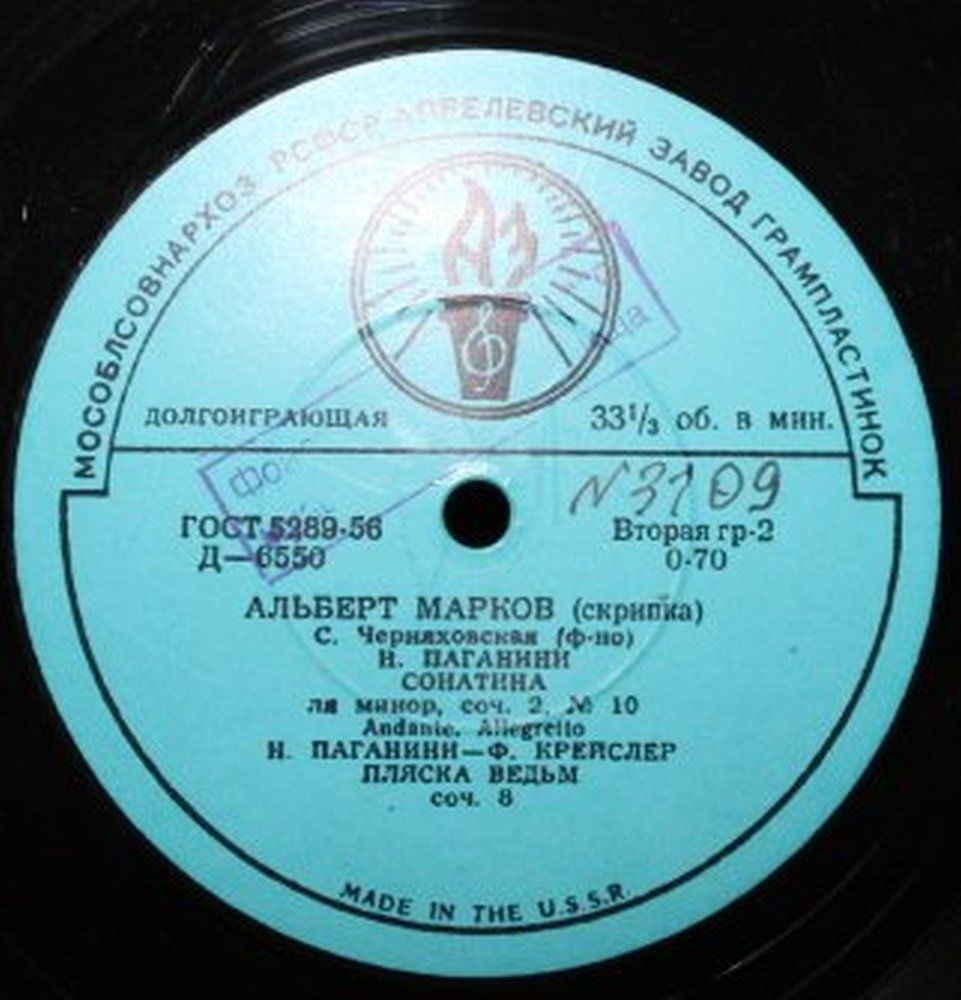 МОСОБЛСОВНАРХОЗ РСФСР АПРЕЛЕВСКИЙ ЗАВОД ГРАМПЛАСТИНОК
АЗ
ДОЛГОИГРАЮЩАЯ
33⅓ об. в мин.
№3109
ГОСТ 5289-56
Вторая гр-2
Д—6550
0-70
АЛЬБЕРТ МАРКОВ (скрипка)
С. Черняховская (ф-но)
Н. ПАГАНИНИ
СОНАТИНА
ля минор, соч. 2, № 10
Andante. Allegretto
Н. ПАГАНИНИ—Ф. КРЕЙСЛЕР
ПЛЯСКА ВЕДЬМ
соч. 8
MADE IN THE U.S.S.R.